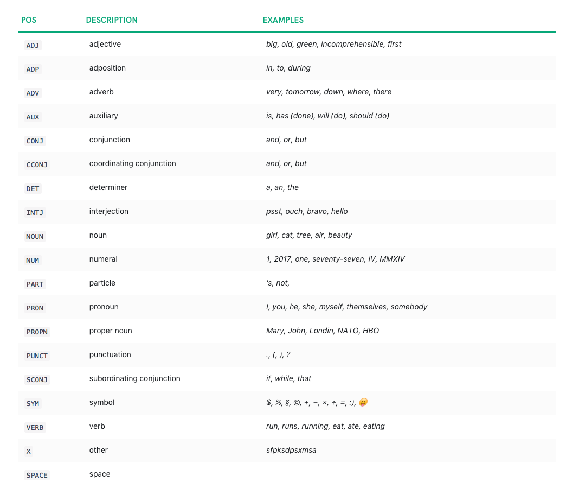 POS DESCRIPTION EXAMPLES
ADJ adjective big, old, green, incomprehensible, first
ADP adposition in, to, during
ADV adverb very, tomorrow, down, where, there
AUX auxiliary is, has (done), will (do), should (do)
CONJ conjunction and, or, but
CCONJ coordinating conjunction and, or, but
DET determiner a, an, the
INTJ interjection psst, ouch, bravo, hello
NOUN noun girl, cat, tree, air, beauty
NUM numeral 1, 2017, one, seventy-seven, IV, MMXIV
PART particle 's, not,
PRON pronoun I, you, he, she, myself, themselves, somebody
PROPN proper noun Mary, John, London, NATO, HBO
PUNCT punctuation ., (, ), ?
SCONJ subordinating conjunction if, while, that
SYM symbol $, %, §, ©, +, −, ×, ÷, =, :), 😝
VERB verb run, runs, running, eat, ate, eating
X other sfpksdpsxmsa
SPACE space